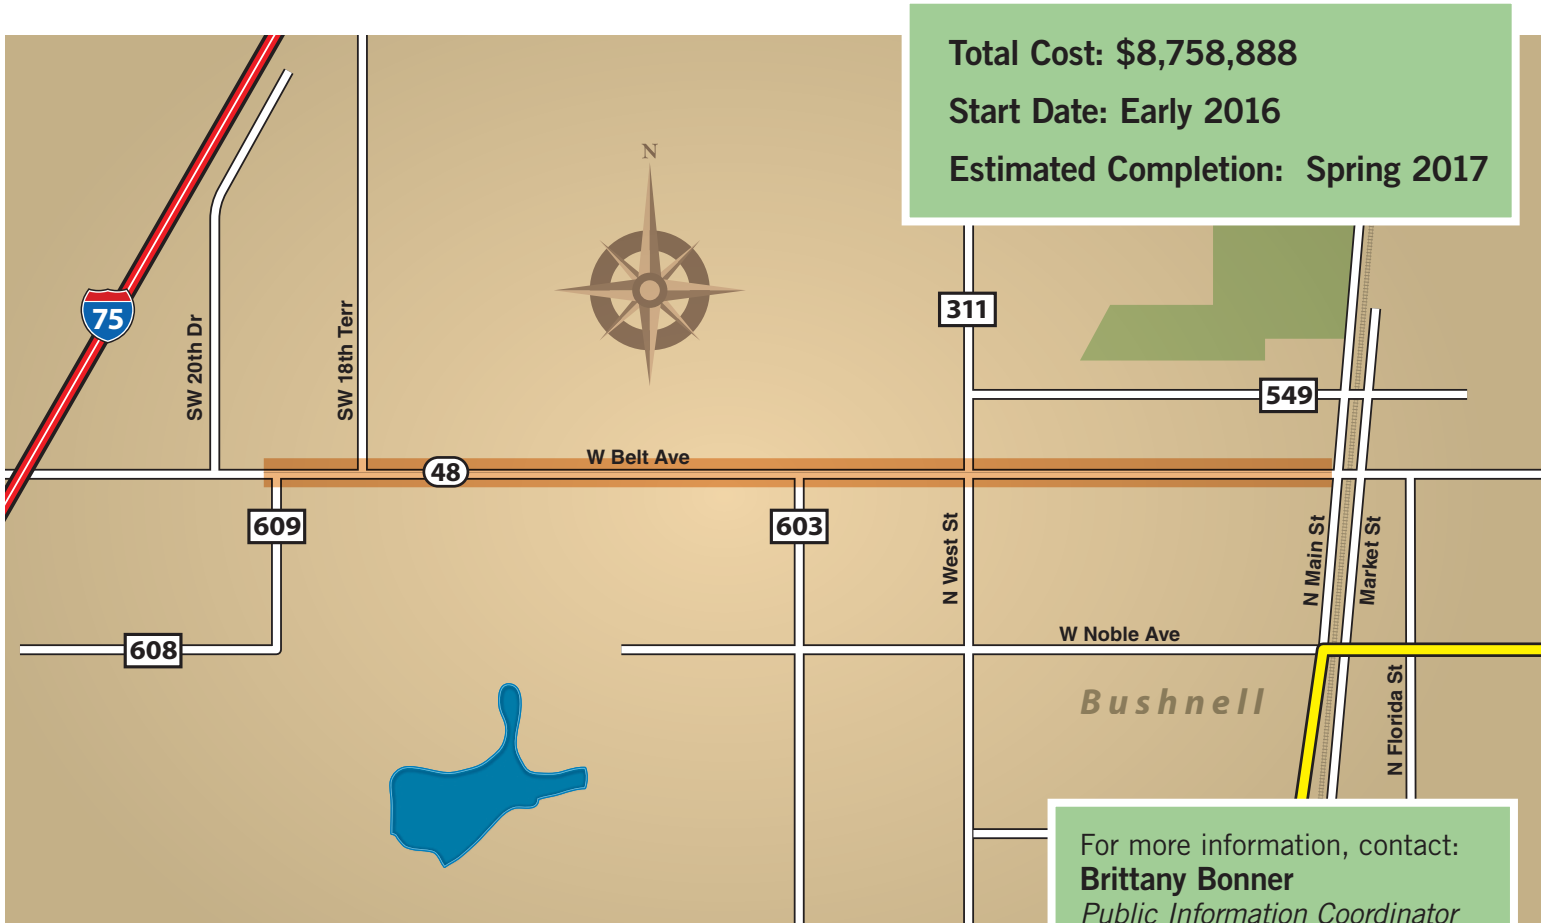 Total Cost: $8,758,888
Start Date: Early 2016
Estimated Completion: Spring 2017
N
75
SW 20th Dr
SW 18th Terr
311
549
W Belt Ave
48
609
603
N West St
N Main St
Market St
608
W Noble Ave
Bushnell
N Florida St
For more information, contact:
Brittany Bonner
Public Information Coordinator